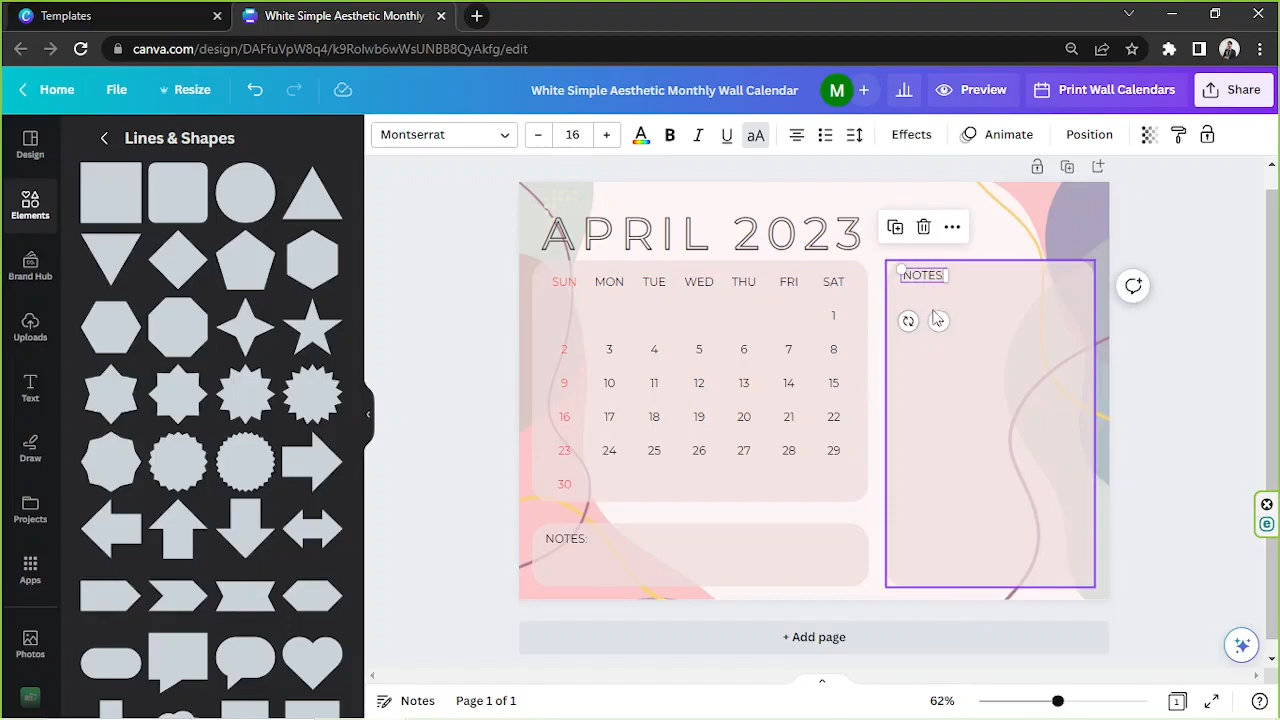 Templates
White Simple Aesthetic Monthly
canva.com/design/DAFfuVpW8q4/k9Rolwb6wWsUNBB8QyAkfg/edit
Home
File
Resize
White Simple Aesthetic Monthly Wall Calendar
M
Preview
Print Wall Calendars
Share
Design
Elements
Brand Hub
Uploads
Text
Draw
Projects
Apps
Photos
Lines & Shapes
Montserrat
16
A
B
I
U
aA
Effects
Animate
Position
APRIL 2023
SUN MON TUE WED THU FRI SAT
1
2 3 4 5 6 7 8
9 10 11 12 13 14 15
16 17 18 19 20 21 22
23 24 25 26 27 28 29
30
NOTES:
NOTES
+ Add page
Notes
Page 1 of 1
62%
1